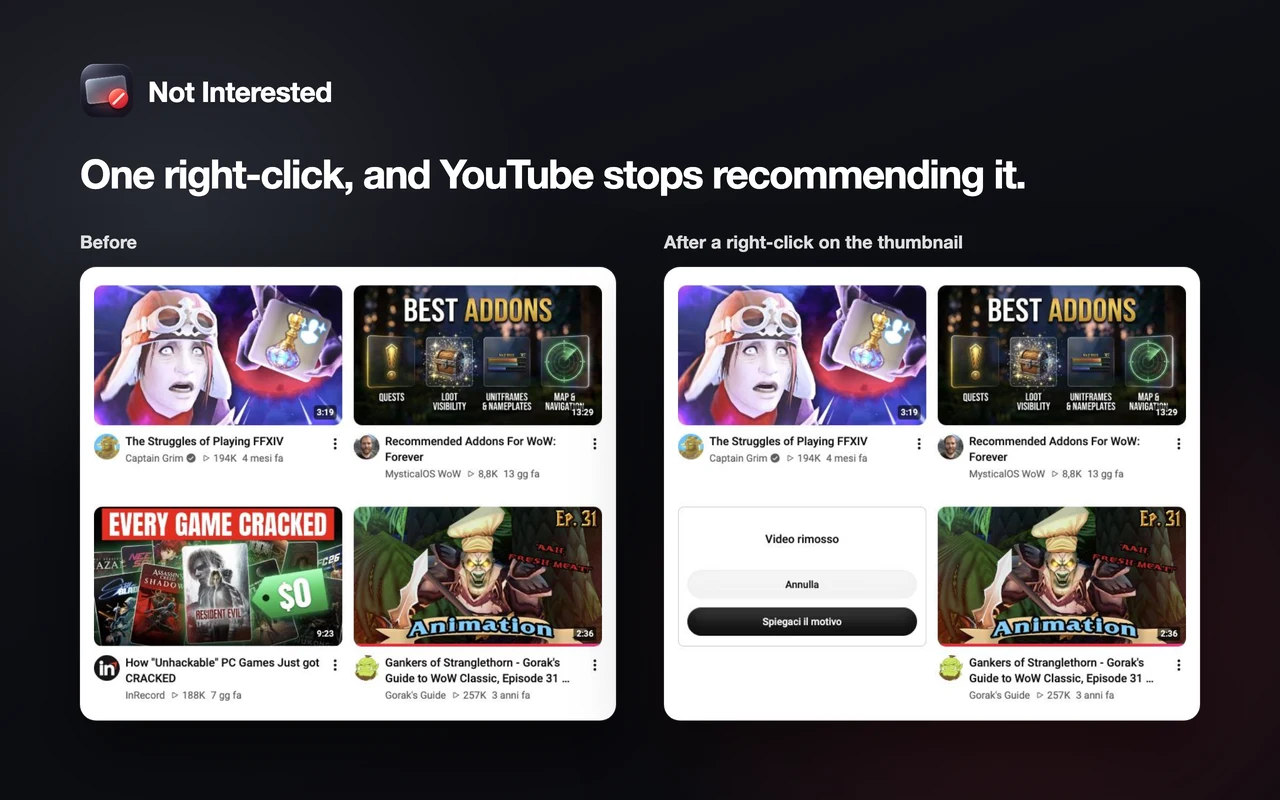 Not Interested
One right-click, and YouTube stops recommending it.
Before
After a right-click on the thumbnail
3:19
BEST ADDONS
QUESTS
LOOT
VISIBILITY
UNITFRAMES
& NAMEPLATES
MAP &
13:29
The Struggles of Playing FFXIV
Captain Grim 194K 4 mesi fa
Recommended Addons For WoW:
Forever
MysticalOS WoW 8,8K 13 gg fa
EVERY GAME CRACKED
RESIDENT EVIL
$0
9:23
Ep. 31
"AAH
FRESH MEAT"
Animation
2:36
How "Unhackable" PC Games Just got
CRACKED
InRecord 188K 7 gg fa
Gankers of Stranglethorn - Gorak's
Guide to WoW Classic, Episode 31 ...
Gorak's Guide 257K 3 anni fa
3:19
BEST ADDONS
QUESTS
LOOT
VISIBILITY
UNITFRAMES
& NAMEPLATES
MAP &
13:29
The Struggles of Playing FFXIV
Captain Grim 194K 4 mesi fa
Recommended Addons For WoW:
Forever
MysticalOS WoW 8,8K 13 gg fa
Video rimosso
Annulla
Spiegaci il motivo
Ep. 31
"AAH
FRESH MEAT"
Animation
2:36
Gankers of Stranglethorn - Gorak's
Guide to WoW Classic, Episode 31 ...
Gorak's Guide 257K 3 anni fa